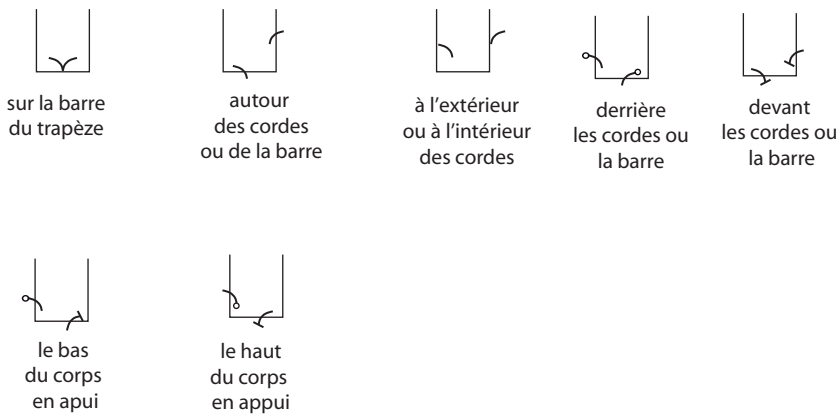 sur la barre
du trapèze
autour
des cordes
ou de la barre
à l'extérieur
ou à l'intérieur
des cordes
derrière
les cordes ou
la barre
devant
les cordes ou
la barre
le bas
du corps
en apui
le haut
du corps
en appui